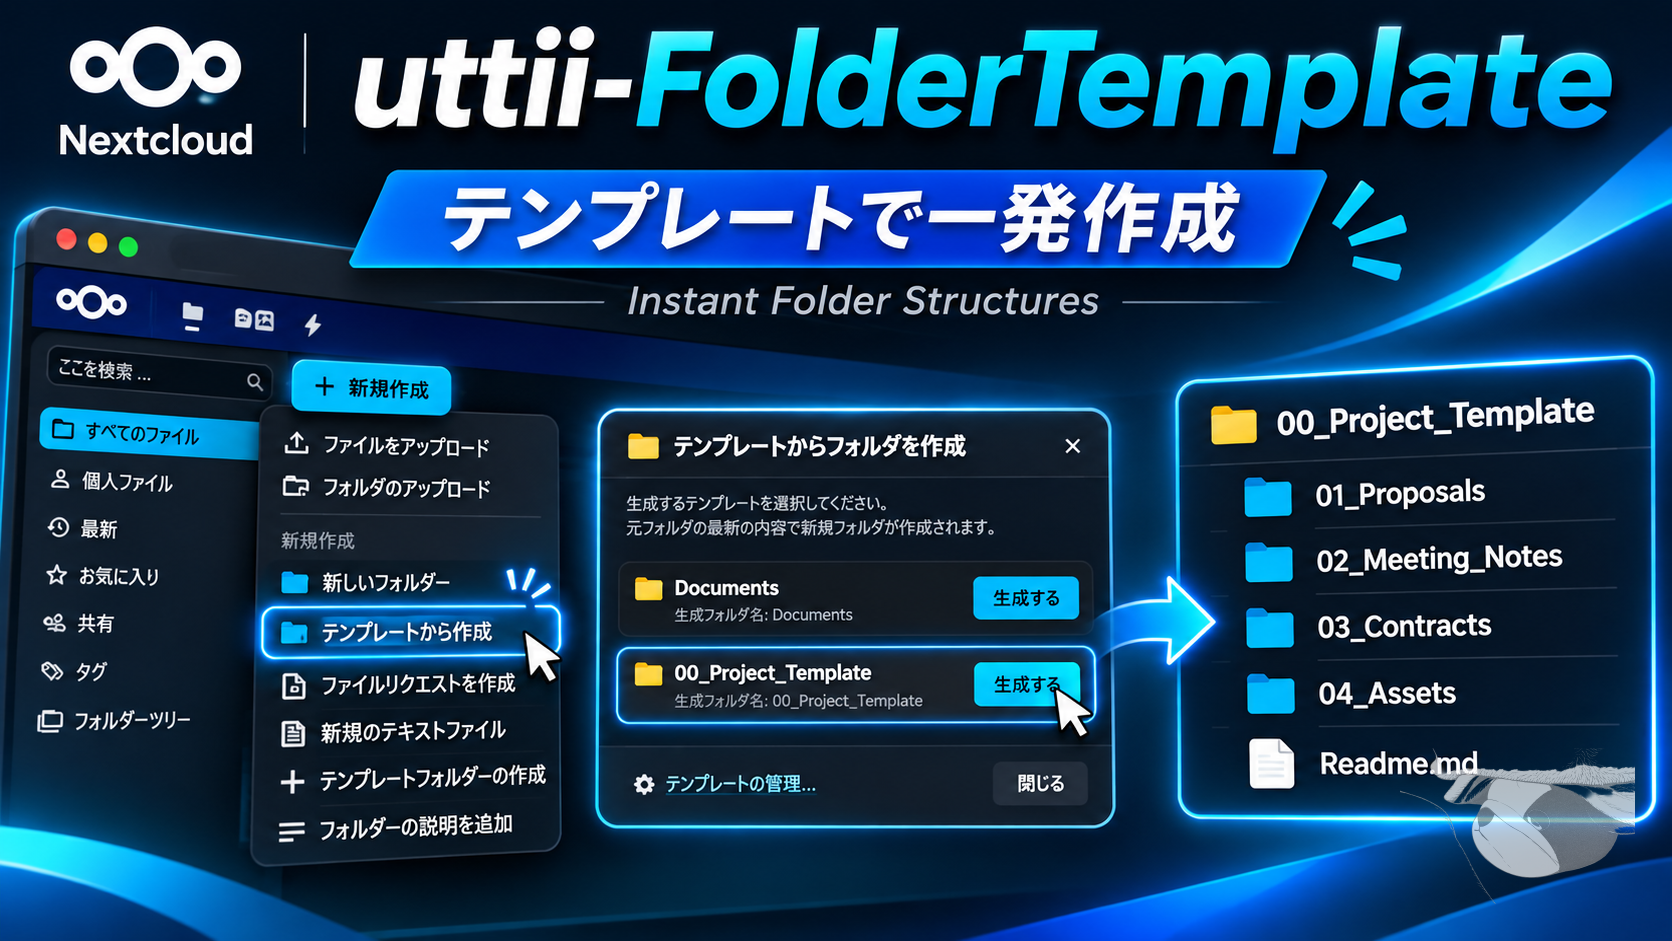 Nextcloud
uttii-FolderTemplate
テンプレートで一発作成
Instant Folder Structures
ここを検索 ...
すべてのファイル
個人ファイル
最新
お気に入り
共有
タグ
フォルダーツリー
+ 新規作成
ファイルをアップロード
フォルダのアップロード
新規作成
新しいフォルダー
テンプレートから作成
ファイルリクエストを作成
新規のテキストファイル
テンプレートフォルダーの作成
フォルダーの説明を追加
テンプレートからフォルダを作成
生成するテンプレートを選択してください。
元フォルダの最新の内容で新規フォルダが作成されます。
Documents
生成フォルダ名: Documents
生成する
00_Project_Template
生成フォルダ名: 00_Project_Template
生成する
テンプレートの管理...
閉じる
00_Project_Template
01_Proposals
02_Meeting_Notes
03_Contracts
04_Assets
Readme.md